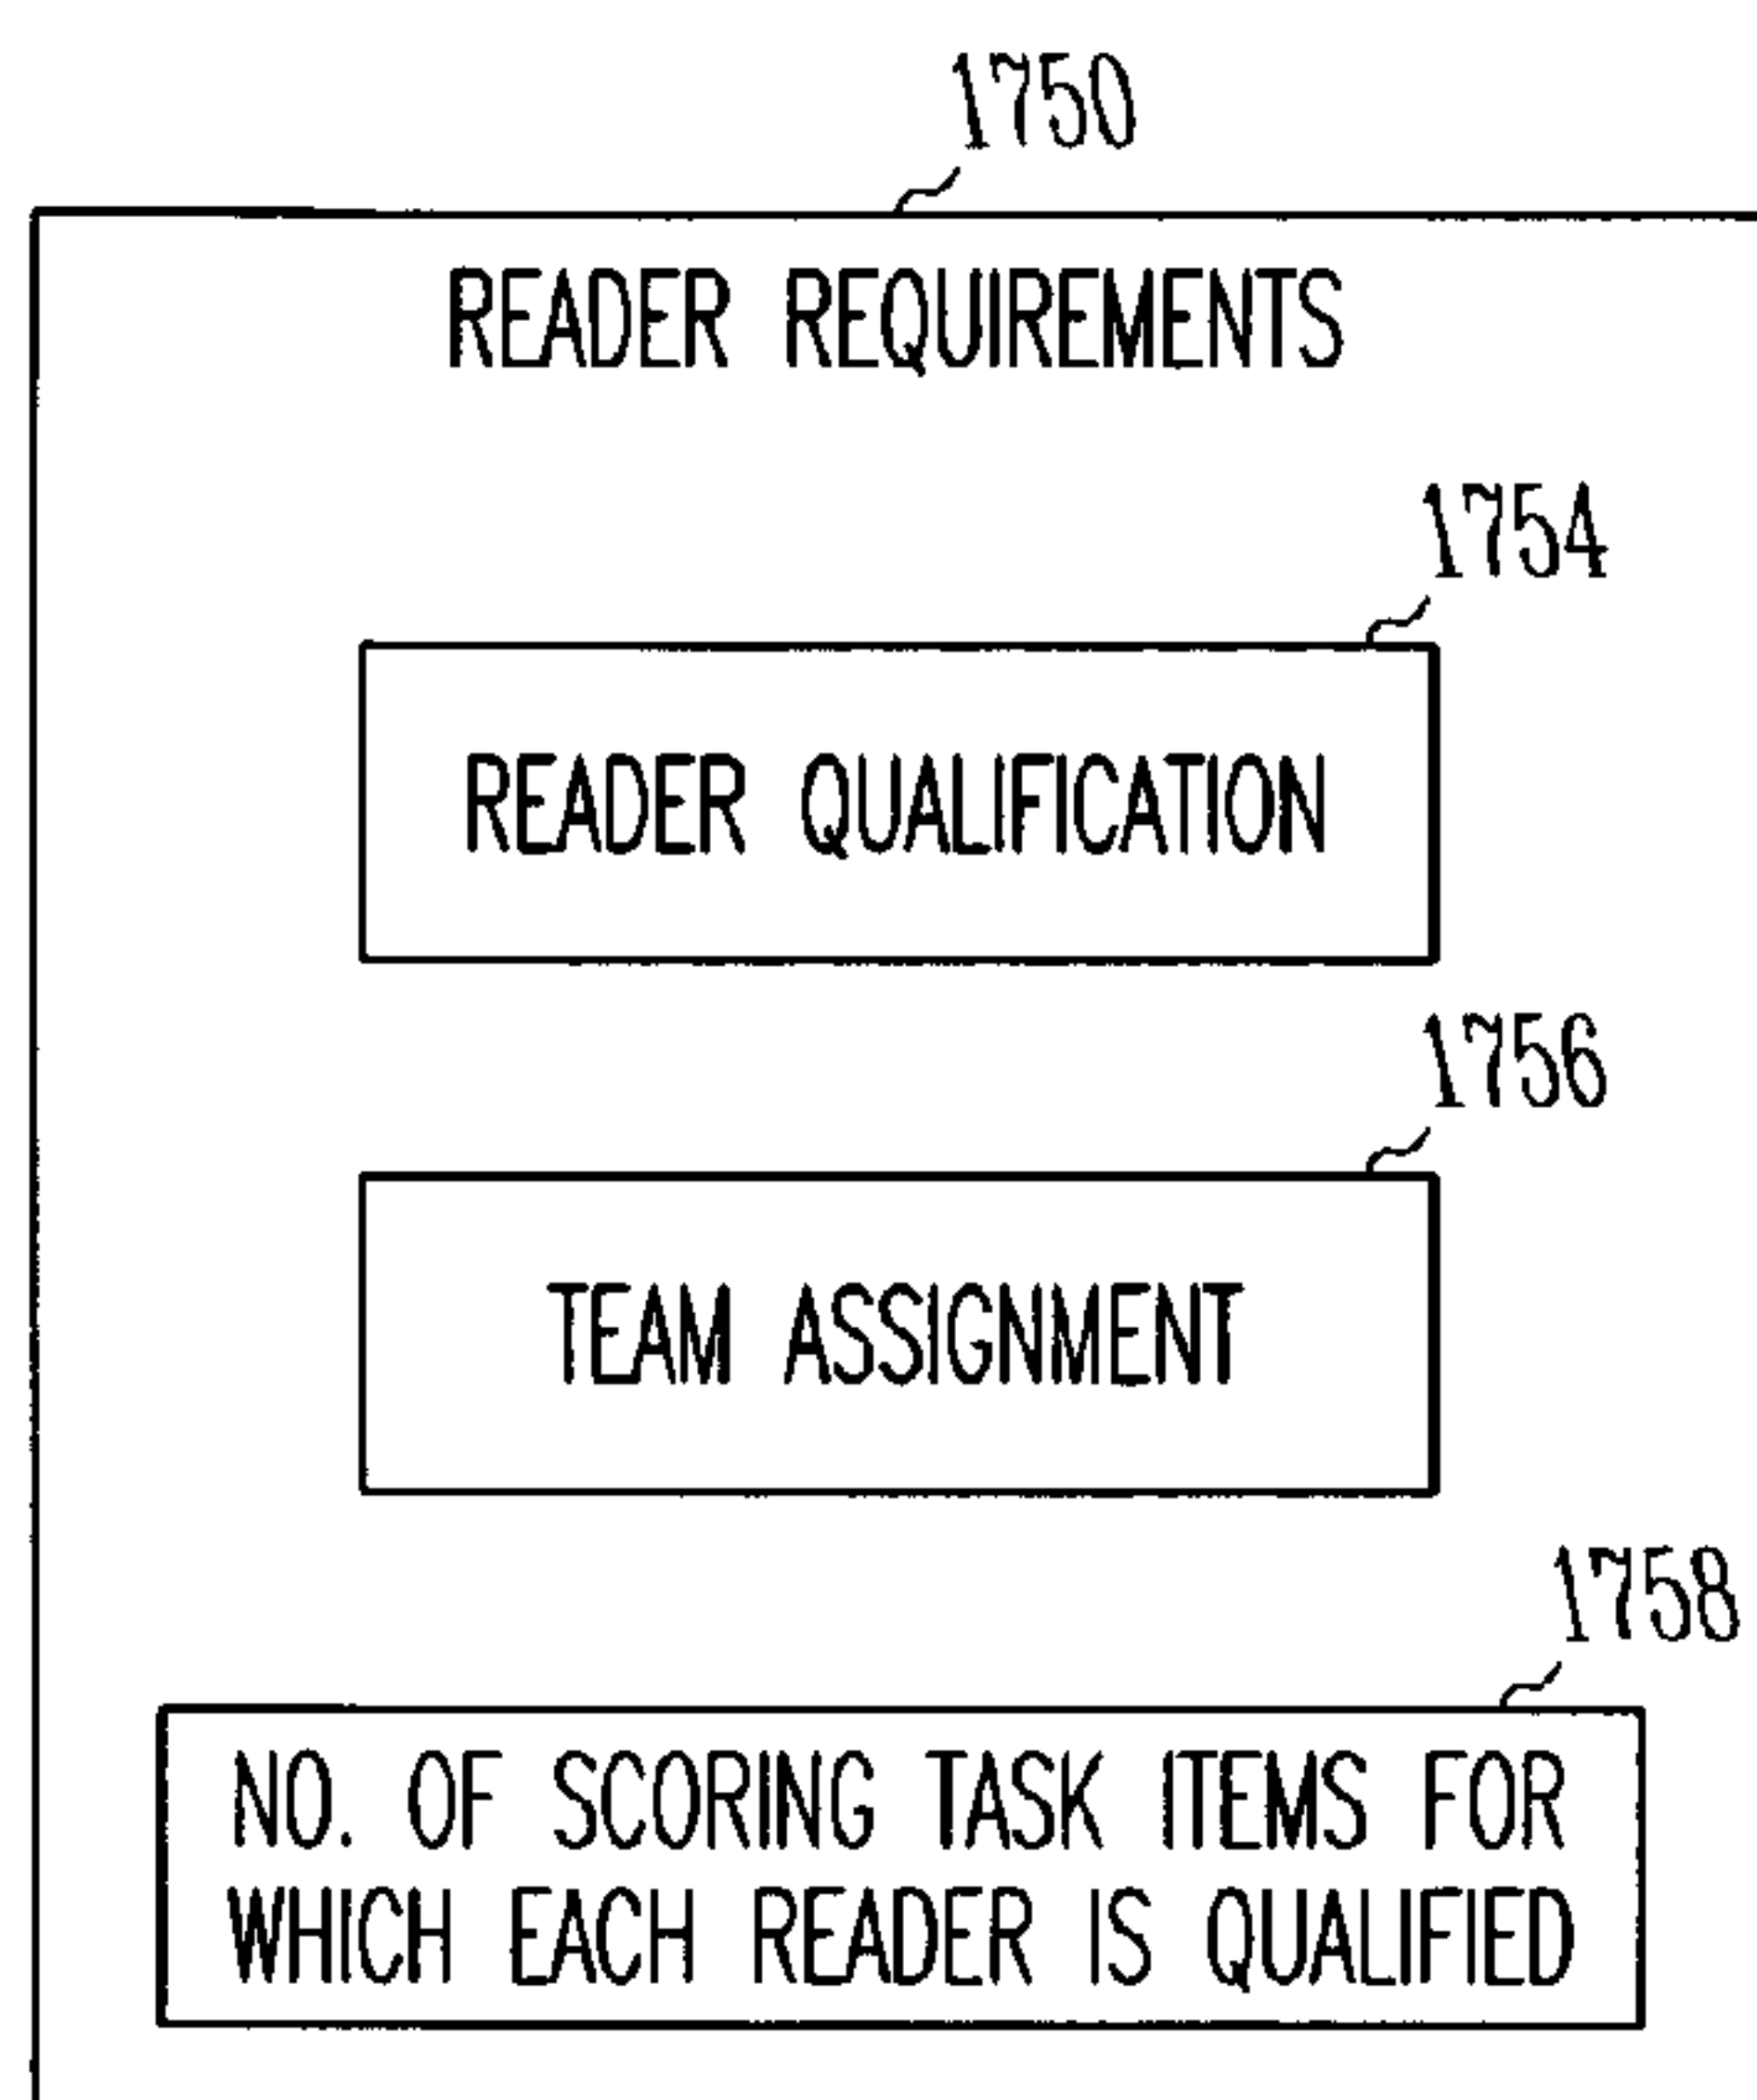 1750
READER REQUIREMENTS
1754
READER QUALIFICATION
1756
TEAM ASSIGNMENT
1758
NO. OF SCORING TASK ITEMS FOR
WHICH EACH READER IS QUALIFIED